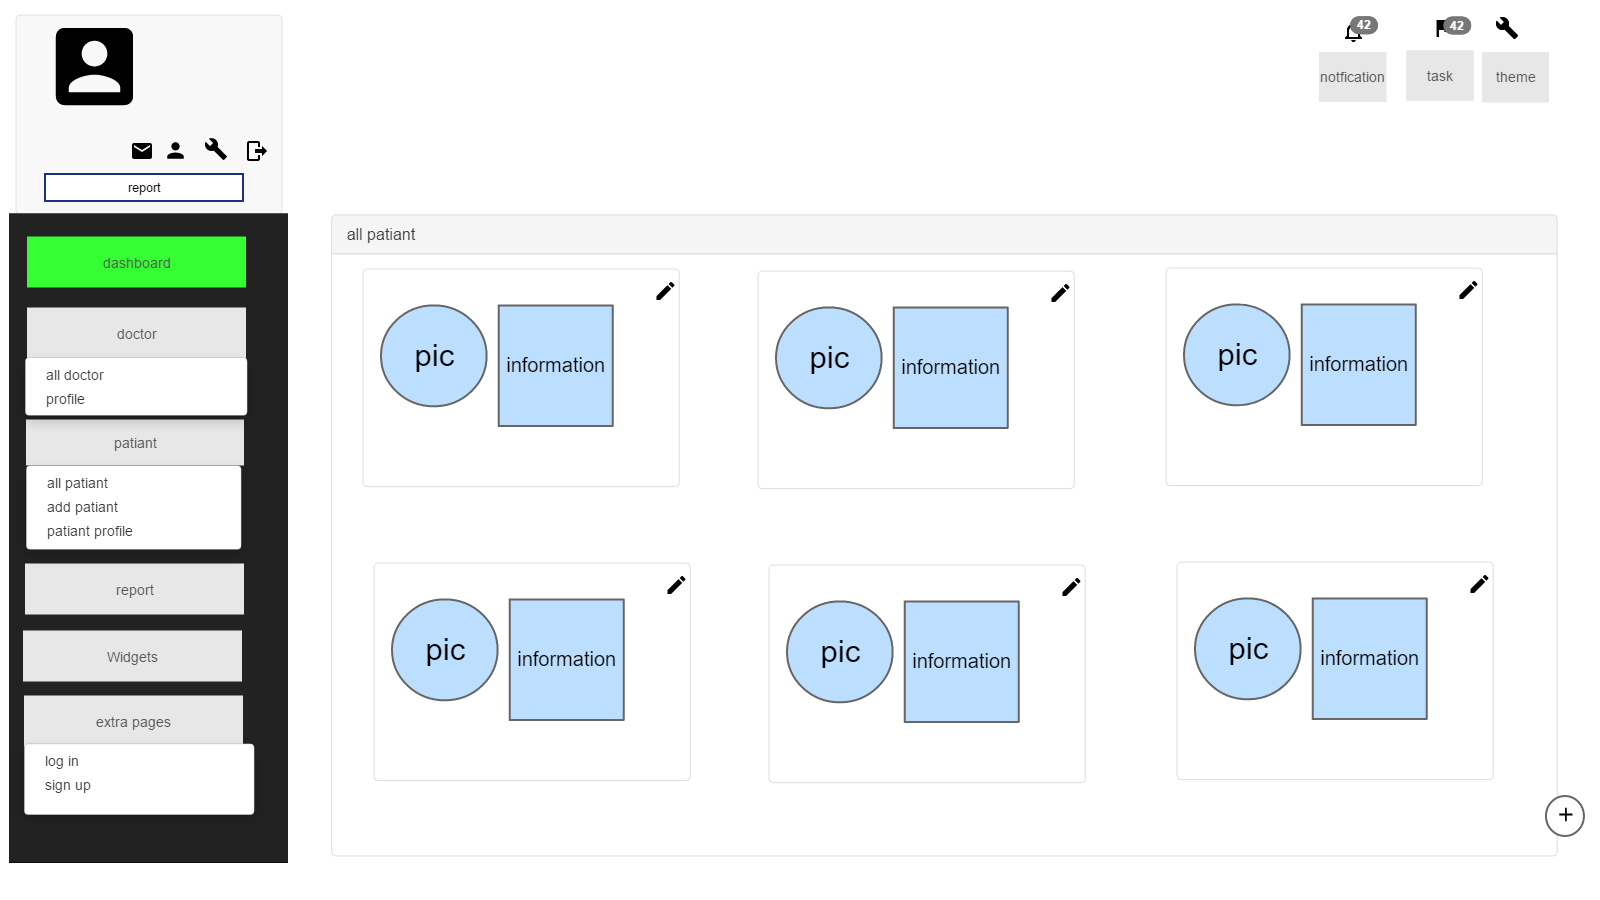 42
42
notfication
task
theme
report
dashboard
doctor
all doctor
profile
patiant
all patiant
add patiant
patiant profile
report
Widgets
extra pages
log in
sign up
all patiant
pic
information
pic
information
pic
information
pic
information
pic
information
pic
information
+